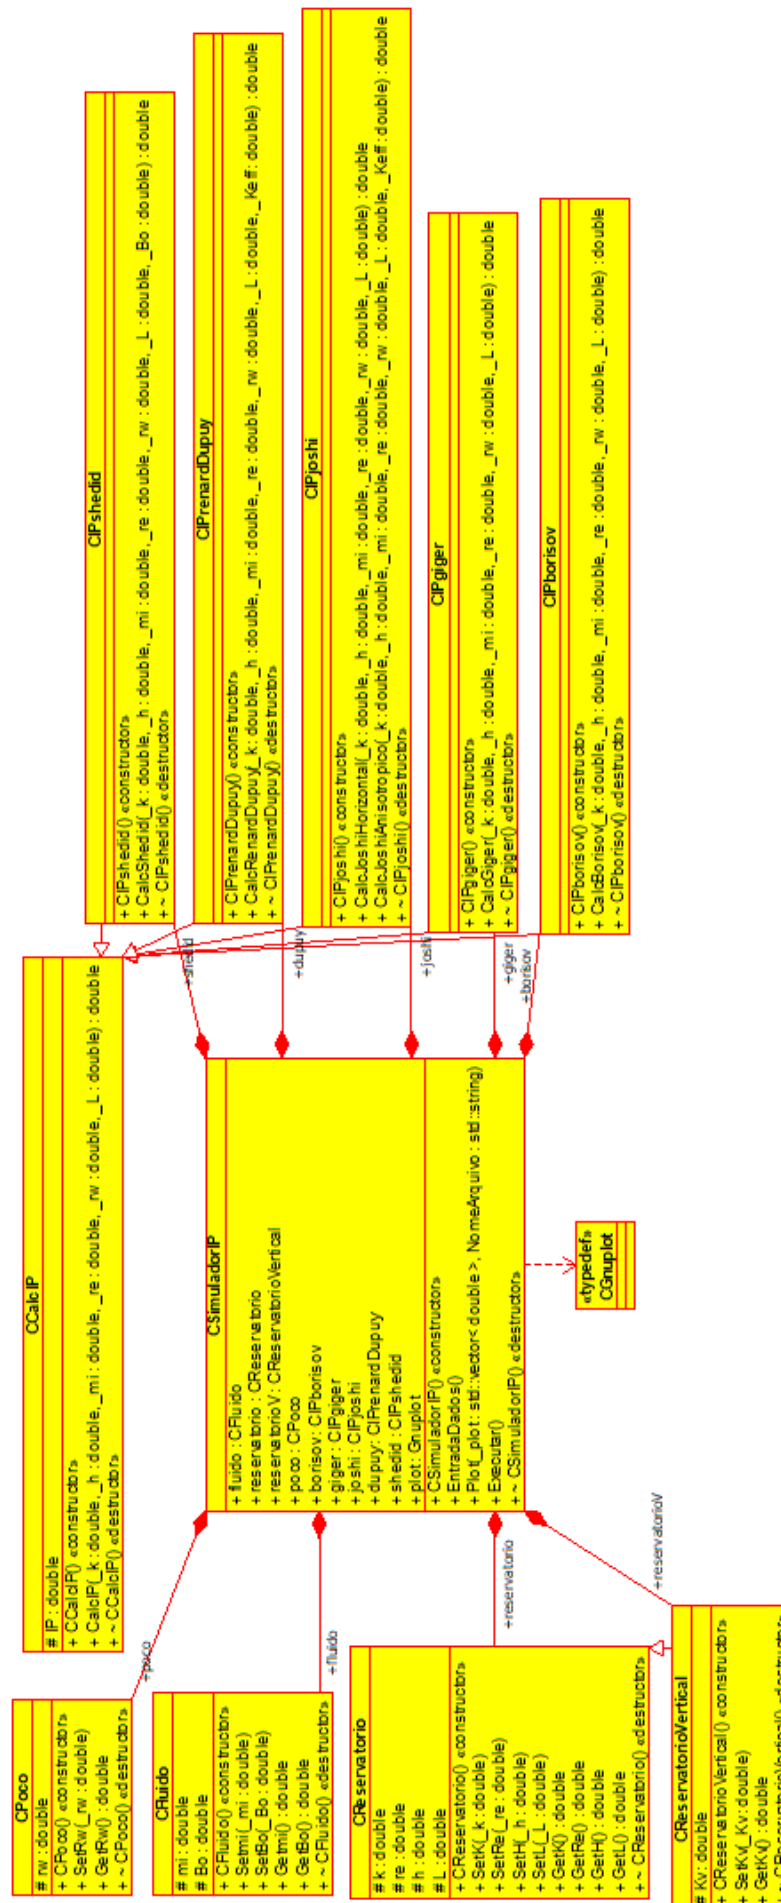 CPoco
# rw : double
+ CPoco() «constructor»
+ SetRw(_rw : double)
+ GetRw() : double
+ ~ CPoco() «destructor»
CFluido
# mi : double
# Bo : double
+ CFluido() «constructor»
+ Setmi(_mi : double)
+ SetBo(_Bo : double)
+ Getmi() : double
+ GetBo() : double
+ ~ CFluido() «destructor»
CReservatorio
# k : double
# re : double
# h : double
# L : double
+ CReservatorio() «constructor»
+ SetK(_k : double)
+ SetRe(_re : double)
+ SetH(_h : double)
+ SetL(_L : double)
+ GetK() : double
+ GetRe() : double
+ GetH() : double
+ GetL() : double
+ ~ CReservatorio() «destructor»
CReservatorioVertical
# Kv : double
+ CReservatorioVertical() «constructor»
+ SetKv(_Kv : double)
+ GetKv() : double
+ ~ CReservatorioVertical() «destructor»
CCalcIP
# IP : double
+ CCalcIP() «constructor»
+ CalcIP(_k : double, _h : double, _mi : double, _re : double, _rw : double, _L : double) : double
+ ~ CCalcIP() «destructor»
+poco
+fluido
+reservatorio
+reservatorioV
CSimuladorIP
+ fluido : CFluido
+ reservatorio : CReservatorio
+ reservatorioV : CReservatorioVertical
+ poco : CPoco
+ borisov : CIPborisov
+ giger : CIPgiger
+ joshi : CIPjoshi
+ dupuy : CIPrenardDupuy
+ shedid : CIPshedid
+ plot : Gnuplot
+ CSimuladorIP() «constructor»
+ EntradaDados()
+ Plot(_plot : std::vector< double >, NomeArquivo : std::string)
+ Executar()
+ ~ CSimuladorIP() «destructor»
«typedef»
CGnuplot
+shedid
+dupuy
+joshi
+giger
+borisov
CIPshedid
+ CIPshedid() «constructor»
+ CalcShedid(_k : double, _h : double, _mi : double, _re : double, _rw : double, _L : double, _Bo : double) : double
+ ~ CIPshedid() «destructor»
CIPrenardDupuy
+ CIPrenardDupuy() «constructor»
+ CalcRenardDupuy(_k : double, _h : double, _mi : double, _re : double, _rw : double, _L : double, _Keff : double) : double
+ ~ CIPrenardDupuy() «destructor»
CIPjoshi
+ CIPjoshi() «constructor»
+ CalcJoshiHorizontal(_k : double, _h : double, _mi : double, _re : double, _rw : double, _L : double) : double
+ CalcJoshiAnisotropico(_k : double, _h : double, _mi : double, _re : double, _rw : double, _L : double, _Keff : double) : double
+ ~ CIPjoshi() «destructor»
CIPgiger
+ CIPgiger() «constructor»
+ CalcGiger(_k : double, _h : double, _mi : double, _re : double, _rw : double, _L : double) : double
+ ~ CIPgiger() «destructor»
CIPborisov
+ CIPborisov() «constructor»
+ CalcBorisov(_k : double, _h : double, _mi : double, _re : double, _rw : double, _L : double) : double
+ ~ CIPborisov() «destructor»